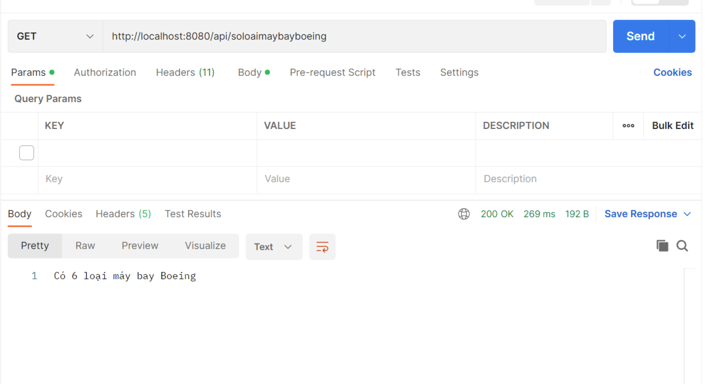 GET
http://localhost:8080/api/soloaimaybayboeing
Send
Params
Authorization
Headers (11)
Body
Pre-request Script
Tests
Settings
Cookies
Query Params
KEY
VALUE
DESCRIPTION
Bulk Edit
Key
Value
Description
Body
Cookies
Headers (5)
Test Results
200 OK
269 ms
192 B
Save Response
Pretty
Raw
Preview
Visualize
Text
1
Có 6 loại máy bay Boeing